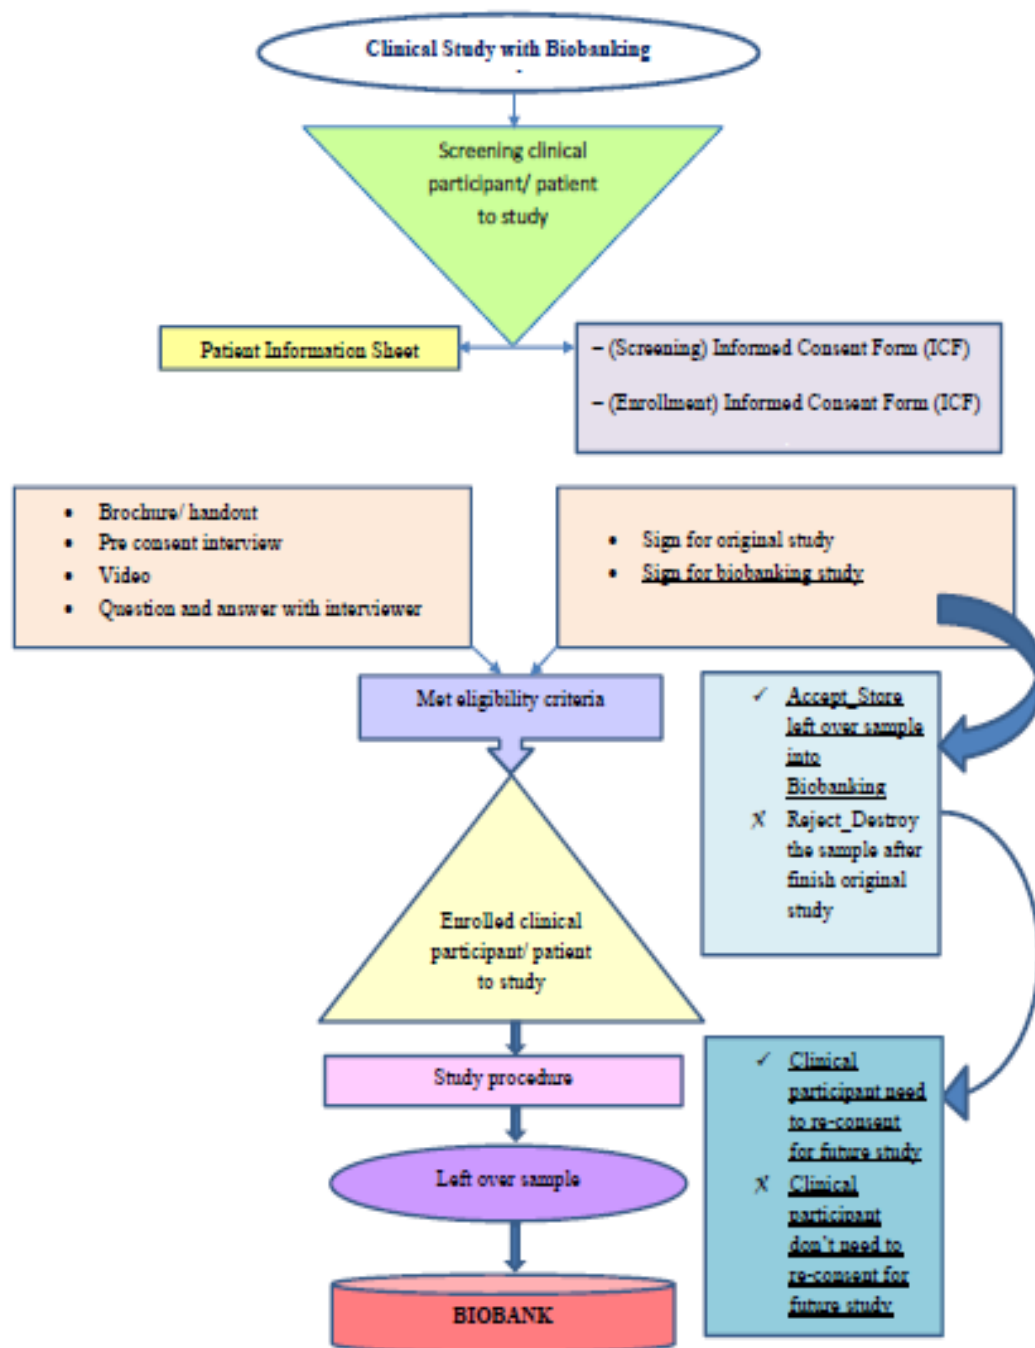 Clinical Study with Biobanking
-
Screening clinical
participant/ patient
to study
Patient Information Sheet
– (Screening) Informed Consent Form (ICF)
– (Enrollment) Informed Consent Form (ICF)
• Brochure/ handout
• Pre consent interview
• Video
• Question and answer with interviewer
• Sign for original study
• Sign for biobanking study
Met eligibility criteria
✓ Accept_Store
left over sample
into
Biobanking
✗ Reject_Destroy
the sample after
finish original
study
Enrolled clinical
participant/ patient
to study
Study procedure
✓ Clinical
participant need
to re-consent
for future study
✗ Clinical
participant
don't need to
re-consent for
future study
Left over sample
BIOBANK